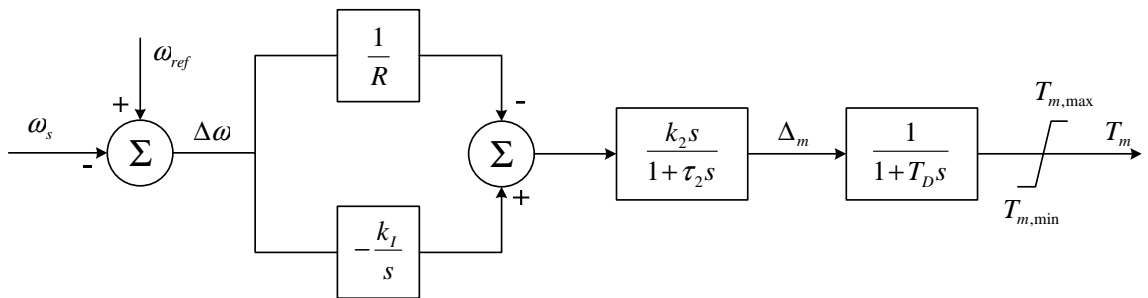 ω_ref
+
ω_s
-
Σ
Δω
1/R
-k_I/s
-
Σ
+
k_2 s/(1+τ_2 s)
Δ_m
1/(1+T_D s)
T_m,max
T_m
T_m,min